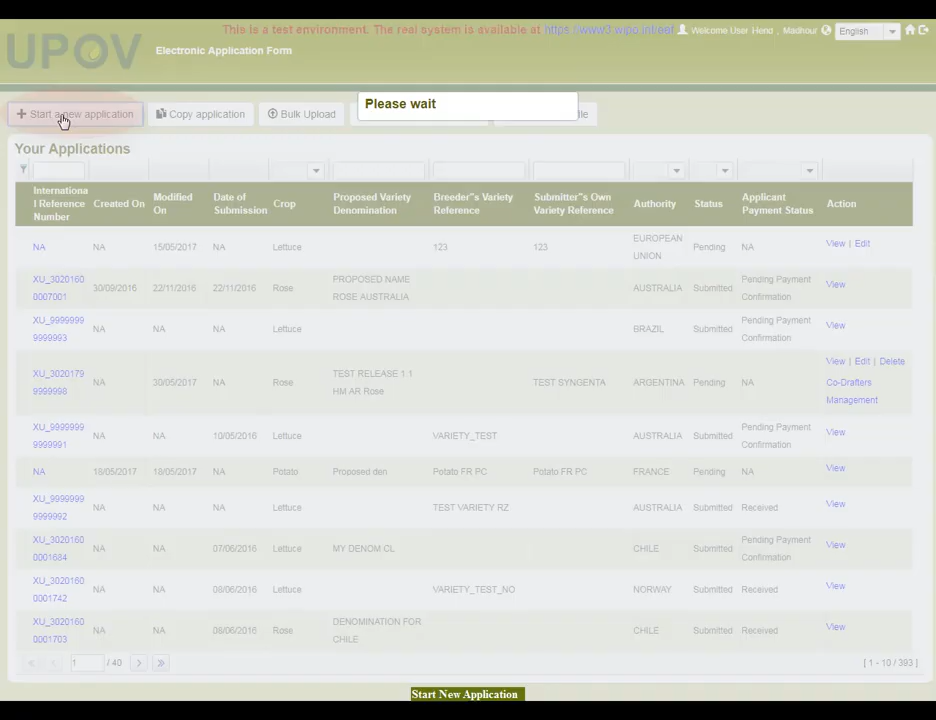 This is a test environment. The real system is available at https://www3.wipo.int/eef Welcome User Hend , Madhour English
UPOV Electronic Application Form
Start a new application Copy application Bulk Upload Please wait
Your Applications
Internationa
l Reference
Number
Created On
Modified
On
Date of
Submission
Crop
Proposed Variety
Denomination
Breeder"s Variety
Reference
Submitter"s Own
Variety Reference
Authority
Status
Applicant
Payment Status
Action
NA NA 15/05/2017 NA Lettuce 123 123 EUROPEAN
UNION Pending NA View | Edit
XU_3020160
0007001 30/09/2016 22/11/2016 22/11/2016 Rose PROPOSED NAME
ROSE AUSTRALIA AUSTRALIA Submitted Pending Payment
Confirmation View
XU_9999999
9999993 NA NA NA Lettuce BRAZIL Submitted Pending Payment
Confirmation View
XU_3020179
9999998 NA 30/05/2017 NA Rose TEST RELEASE 1 1
HM AR Rose TEST SYNGENTA ARGENTINA Pending NA View | Edit | Delete
Co-Drafters
Management
XU_9999999
9999991 NA NA 10/05/2016 Lettuce VARIETY_TEST AUSTRALIA Submitted Pending Payment
Confirmation View
NA 18/05/2017 18/05/2017 NA Potato Proposed den Potato FR PC Potato FR PC FRANCE Pending NA View
XU_9999999
9999992 NA NA NA Lettuce TEST VARIETY RZ AUSTRALIA Submitted Received View
XU_3020160
0001684 NA NA 07/06/2016 Lettuce MY DENOM CL CHILE Submitted Pending Payment
Confirmation View
XU_3020160
0001742 NA NA 08/06/2016 Lettuce VARIETY_TEST_NO NORWAY Submitted Received View
XU_3020160
0001703 NA NA 08/06/2016 Rose DENOMINATION FOR
CHILE CHILE Submitted Received View
1 / 40 [ 1 - 10 / 393 ]
Start New Application